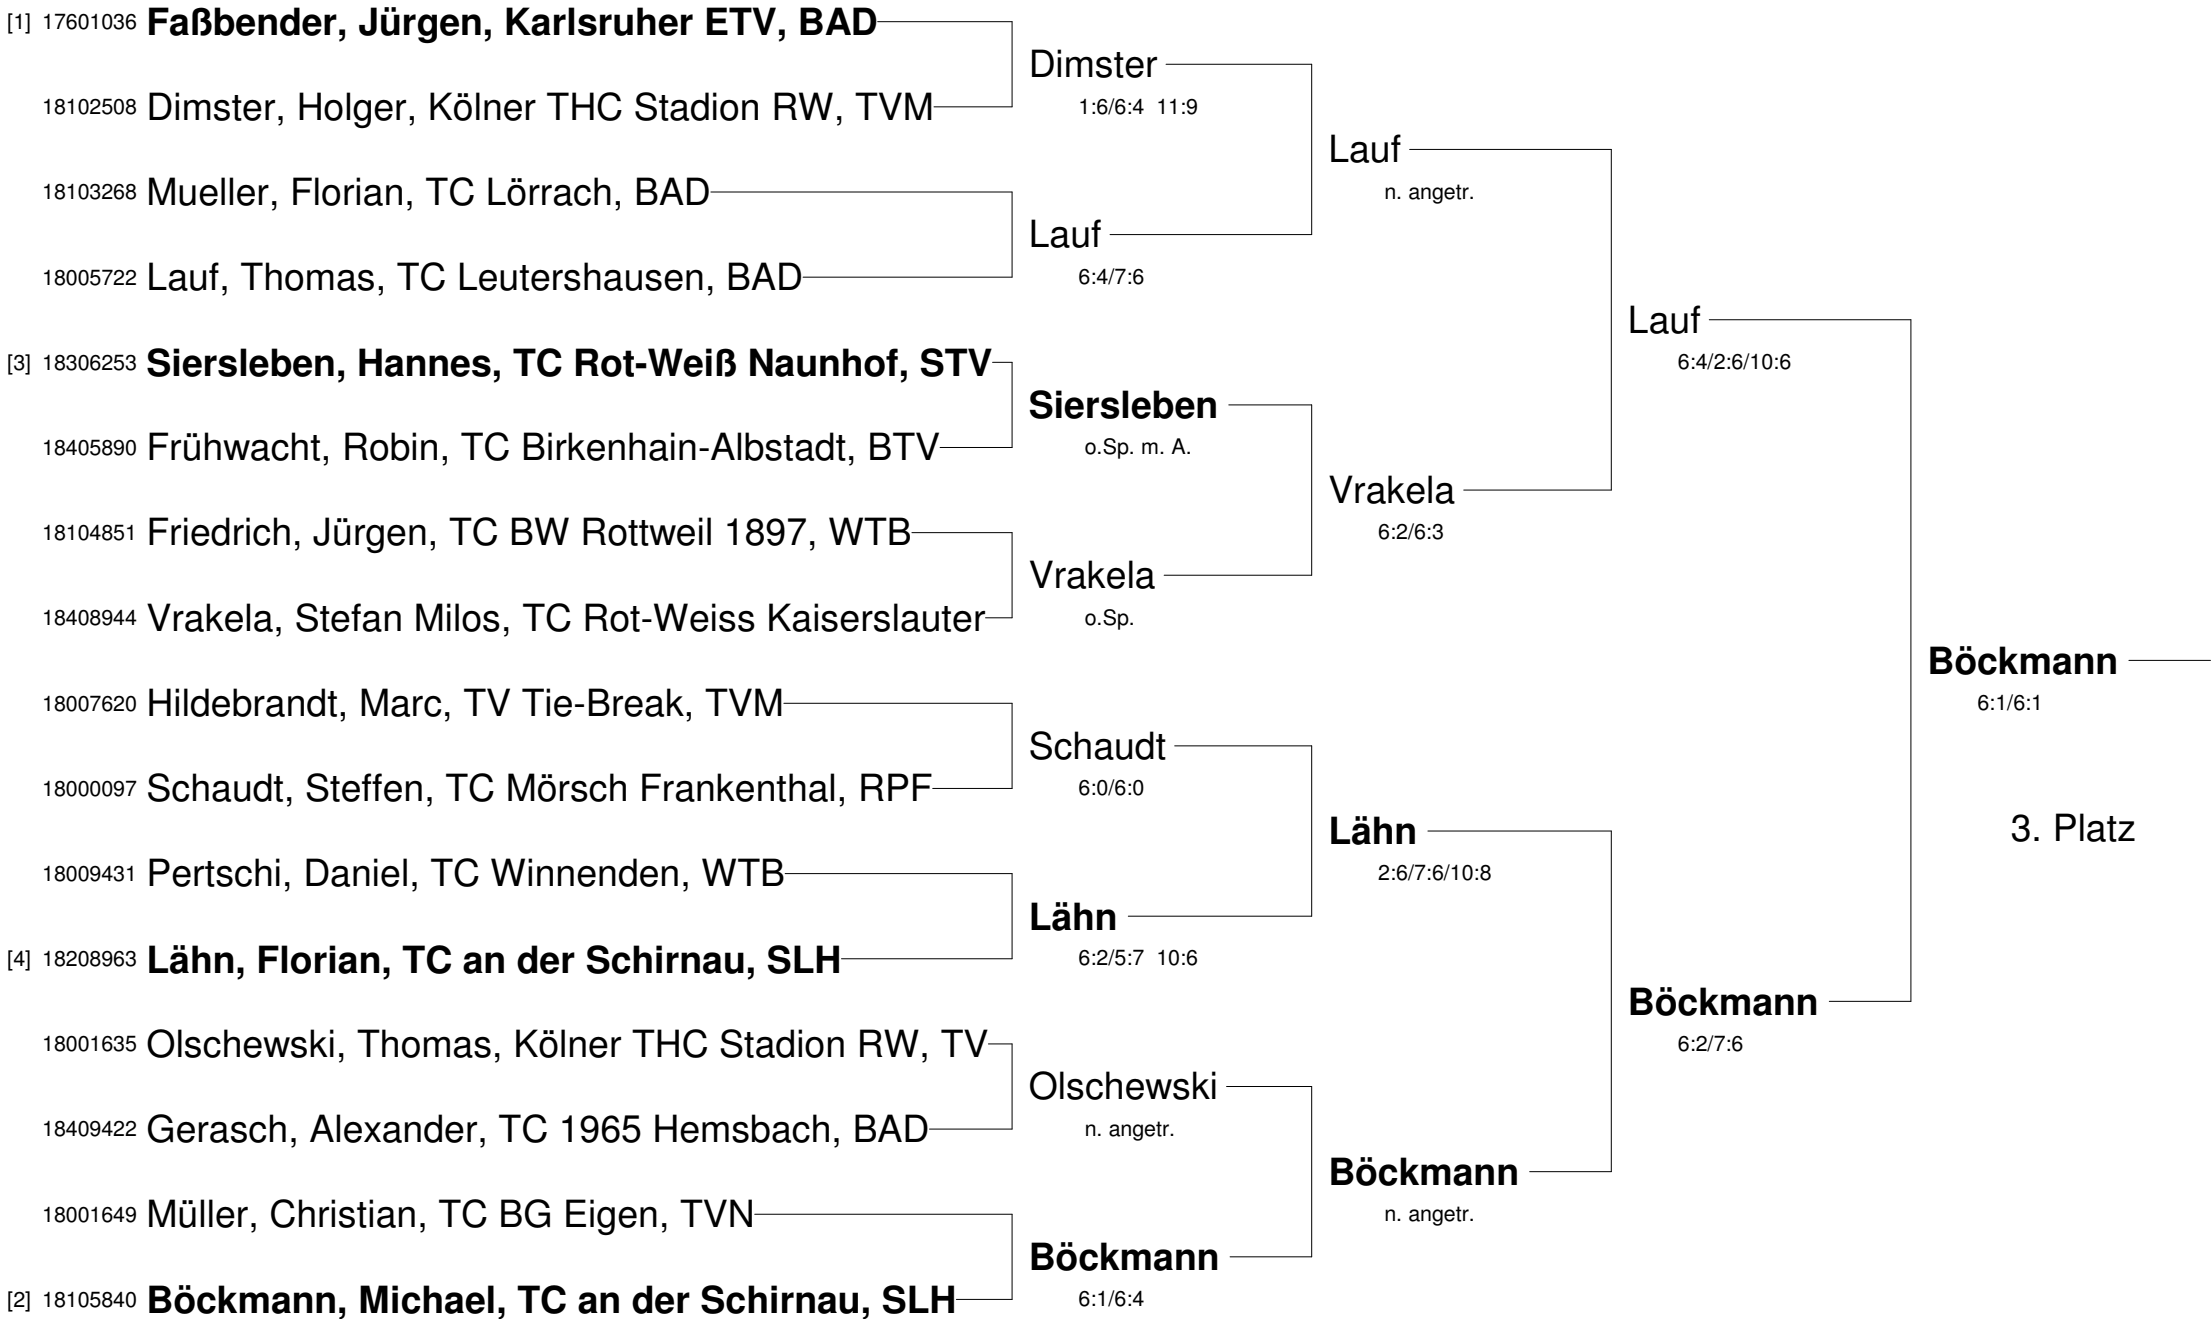 [1] 17601036 Faßbender, Jürgen, Karlsruher ETV, BAD
Dimster
18102508 Dimster, Holger, Kölner THC Stadion RW, TVM
1:6/6:4 11:9
Lauf
18103268 Mueller, Florian, TC Lörrach, BAD
n. angetr.
Lauf
18005722 Lauf, Thomas, TC Leutershausen, BAD
6:4/7:6
Lauf
[3] 18306253 Siersleben, Hannes, TC Rot-Weiß Naunhof, STV
6:4/2:6/10:6
Siersleben
18405890 Frühwacht, Robin, TC Birkenhain-Albstadt, BTV
o.Sp. m. A.
Vrakela
18104851 Friedrich, Jürgen, TC BW Rottweil 1897, WTB
6:2/6:3
Vrakela
18408944 Vrakela, Stefan Milos, TC Rot-Weiss Kaiserslauter
o.Sp.
Böckmann
18007620 Hildebrandt, Marc, TV Tie-Break, TVM
6:1/6:1
Schaudt
18000097 Schaudt, Steffen, TC Mörsch Frankenthal, RPF
6:0/6:0
Lähn
3. Platz
18009431 Pertschi, Daniel, TC Winnenden, WTB
2:6/7:6/10:8
Lähn
[4] 18208963 Lähn, Florian, TC an der Schirnau, SLH
6:2/5:7 10:6
Böckmann
18001635 Olschewski, Thomas, Kölner THC Stadion RW, TV
6:2/7:6
Olschewski
18409422 Gerasch, Alexander, TC 1965 Hemsbach, BAD
n. angetr.
Böckmann
18001649 Müller, Christian, TC BG Eigen, TVN
n. angetr.
Böckmann
[2] 18105840 Böckmann, Michael, TC an der Schirnau, SLH
6:1/6:4